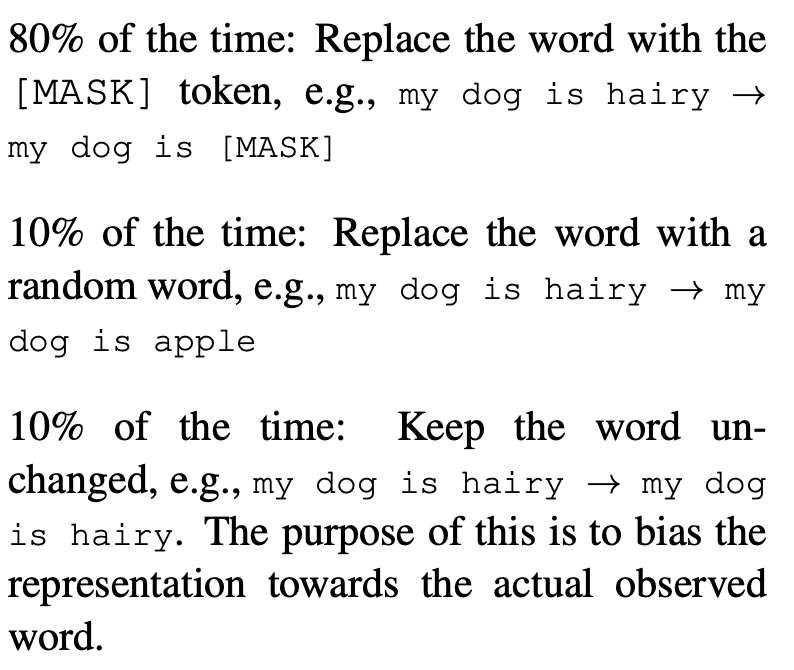 80% of the time: Replace the word with the
[MASK] token, e.g., my dog is hairy →
my dog is [MASK]
10% of the time: Replace the word with a
random word, e.g., my dog is hairy → my
dog is apple
10% of the time: Keep the word un-
changed, e.g., my dog is hairy → my dog
is hairy. The purpose of this is to bias the
representation towards the actual observed
word.